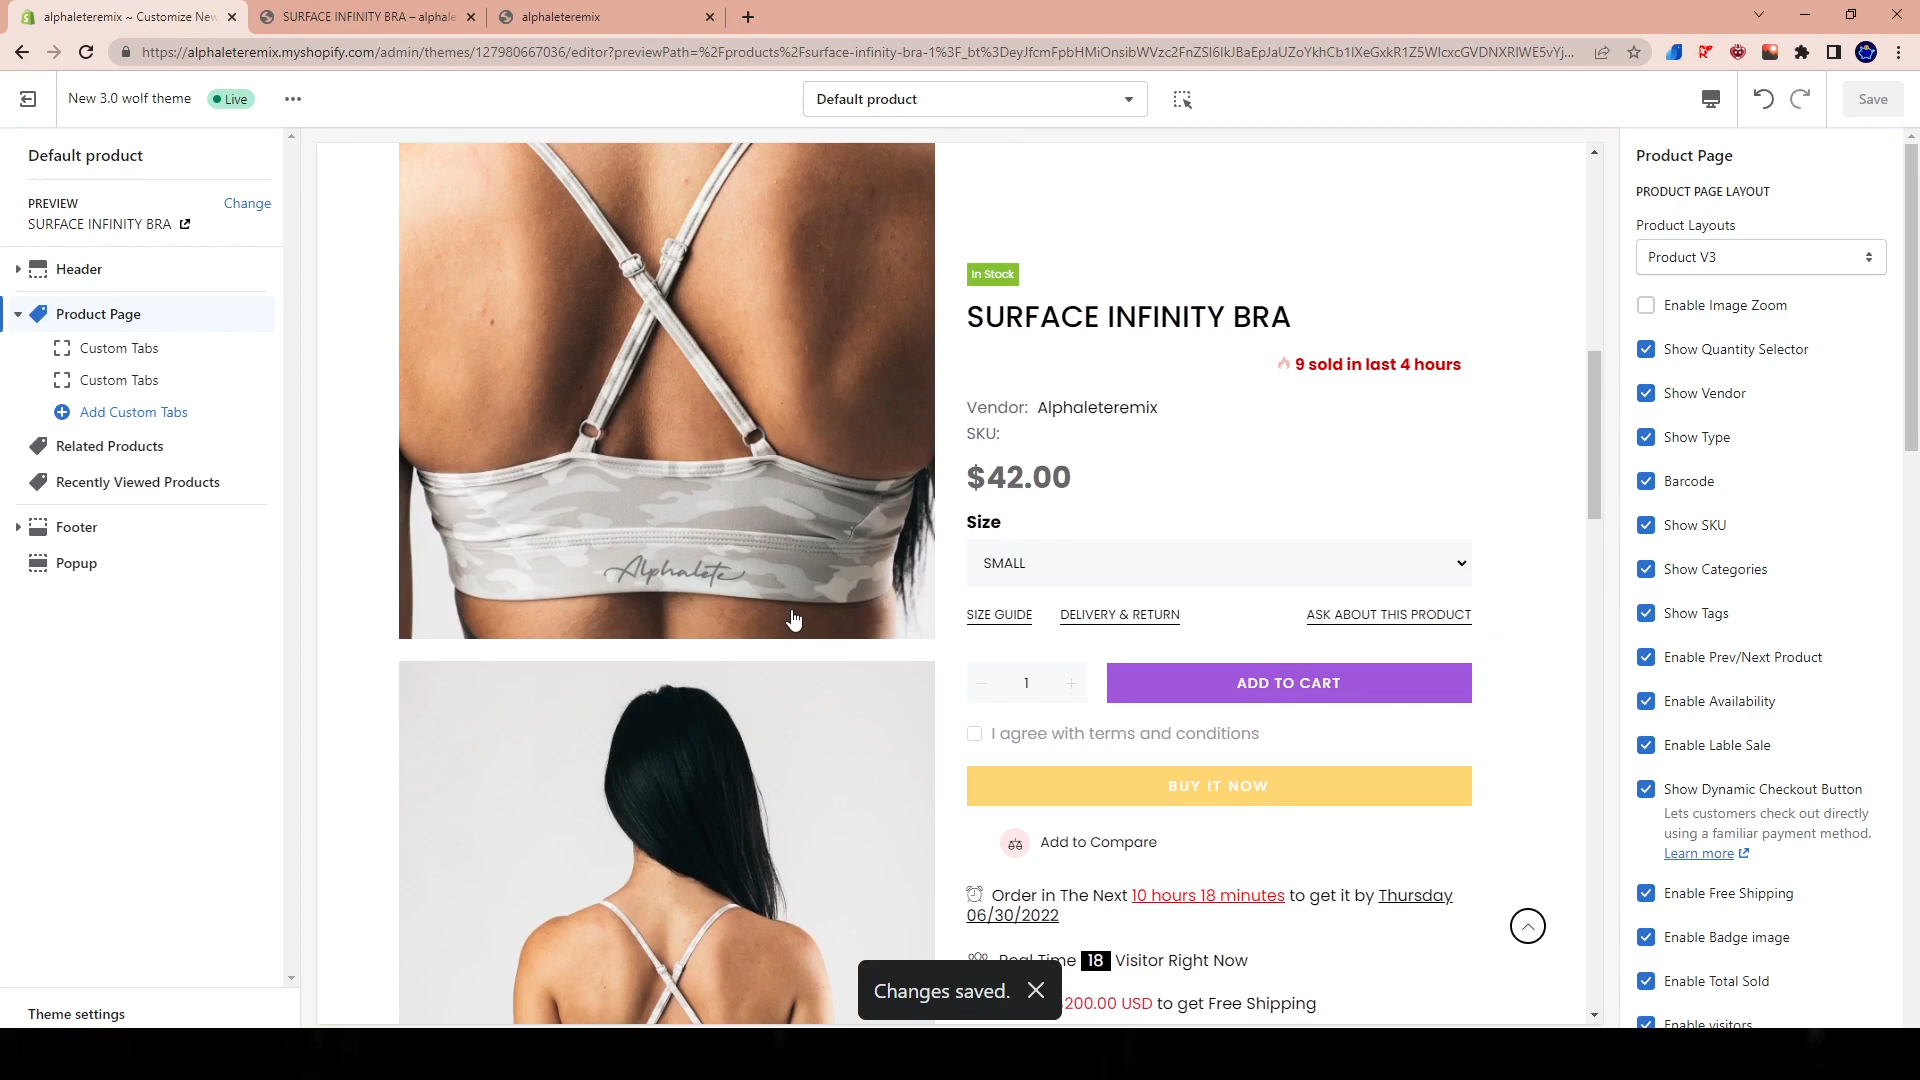 alphaleteremix ~ Customize New
SURFACE INFINITY BRA – alphale
alphaleteremix
https://alphaleteremix.myshopify.com/admin/themes/127980667036/editor?previewPath=%2Fproducts%2Fsurface-infinity-bra-1%3F_bt%3DeyJfcmFpbHMiOnsibWVzc2FnZSI6IkJBaEpJaUZoYkhCb1lXeGxkR1Z5WlcxcGVDNXRlWE5vYj...
New 3.0 wolf theme
Live
Default product
Save
Default product
PREVIEW
Change
SURFACE INFINITY BRA
Header
Product Page
Custom Tabs
Custom Tabs
Add Custom Tabs
Related Products
Recently Viewed Products
Footer
Popup
Theme settings
Alphalete
In Stock
SURFACE INFINITY BRA
9 sold in last 4 hours
Vendor: Alphaleteremix
SKU:
$42.00
Size
SMALL
SIZE GUIDE
DELIVERY & RETURN
ASK ABOUT THIS PRODUCT
1
ADD TO CART
I agree with terms and conditions
BUY IT NOW
Add to Compare
Order in The Next 10 hours 18 minutes to get it by Thursday
06/30/2022
Real Time 18 Visitor Right Now
200.00 USD to get Free Shipping
Changes saved.
Product Page
PRODUCT PAGE LAYOUT
Product Layouts
Product V3
Enable Image Zoom
Show Quantity Selector
Show Vendor
Show Type
Barcode
Show SKU
Show Categories
Show Tags
Enable Prev/Next Product
Enable Availability
Enable Lable Sale
Show Dynamic Checkout Button
Lets customers check out directly
using a familiar payment method.
Learn more
Enable Free Shipping
Enable Badge image
Enable Total Sold
Enable visitors